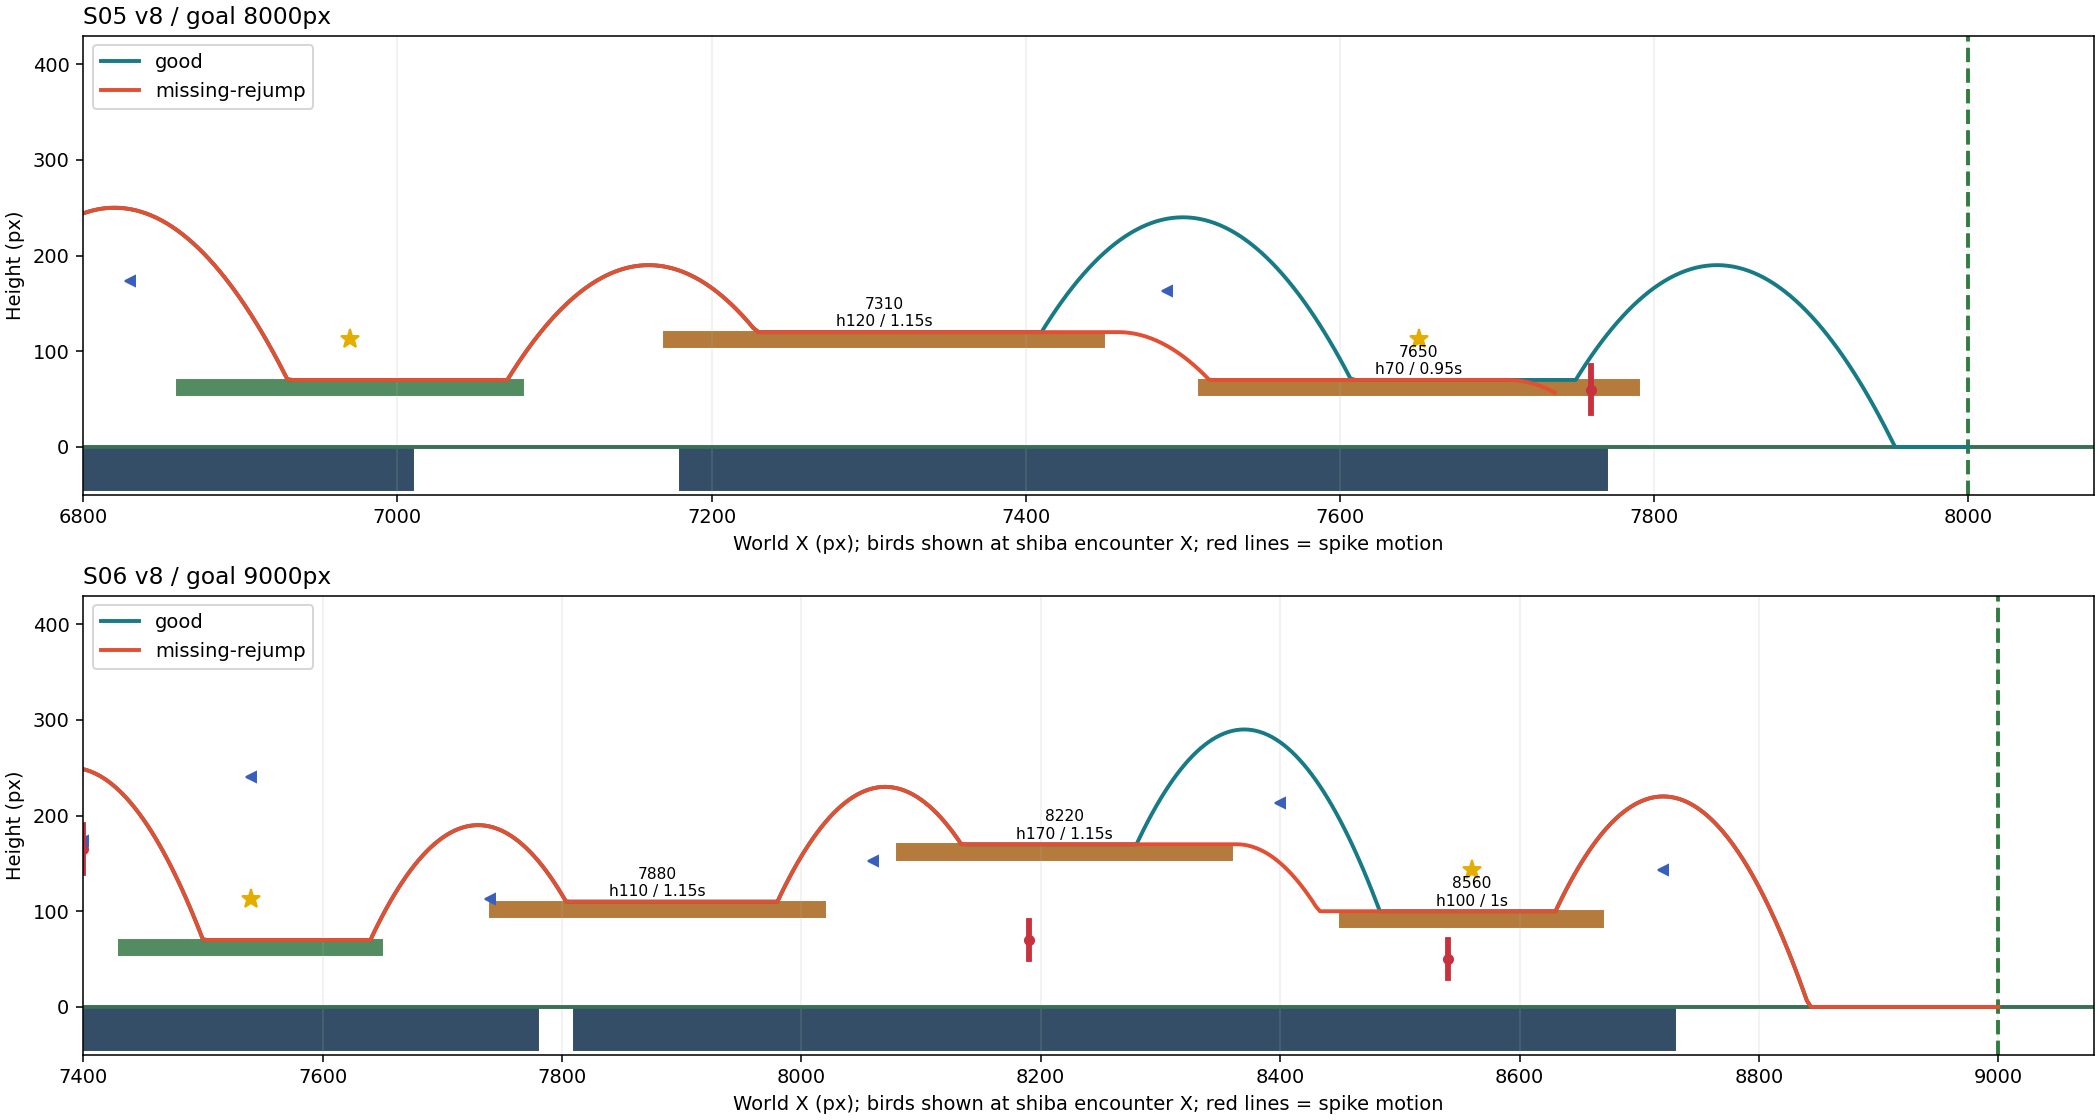 S05 v8 / goal 8000px
good
missing-rejump
400
300
200
100
0
Height (px)
7310
h120 / 1.15s
7650
h70 / 0.95s
6800
7000
7200
7400
7600
7800
8000
World X (px); birds shown at shiba encounter X; red lines = spike motion
S06 v8 / goal 9000px
good
missing-rejump
400
300
200
100
0
Height (px)
7880
h110 / 1.15s
8220
h170 / 1.15s
8560
h100 / 1s
7400
7600
7800
8000
8200
8400
8600
8800
9000
World X (px); birds shown at shiba encounter X; red lines = spike motion